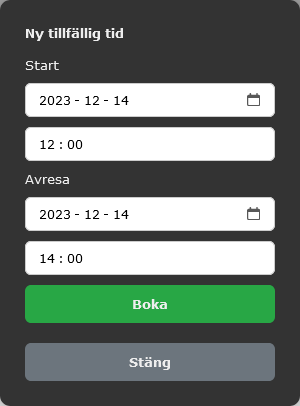 Ny tillfällig tid
Start
2023 - 12 - 14
12 : 00
Avresa
2023 - 12 - 14
14 : 00
Boka
Stäng